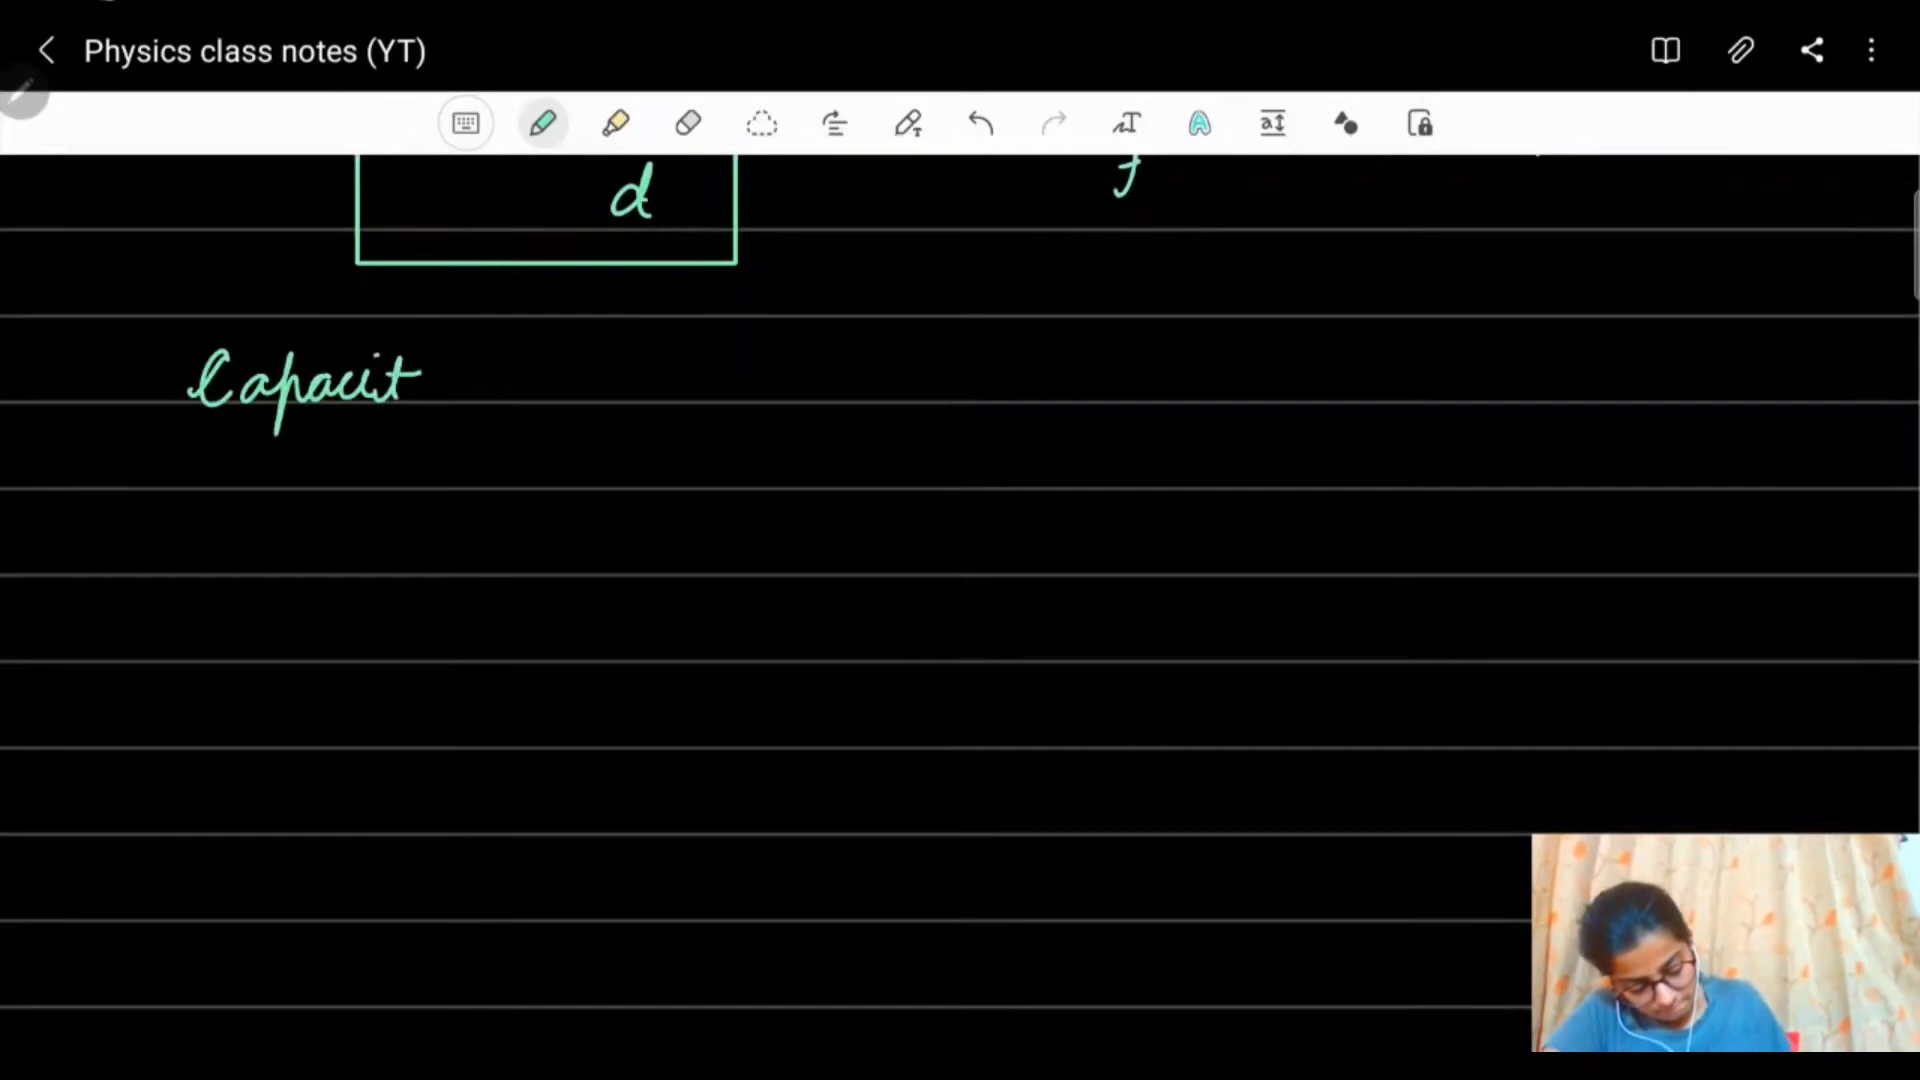 Physics class notes (YT)
d
f
Capacit